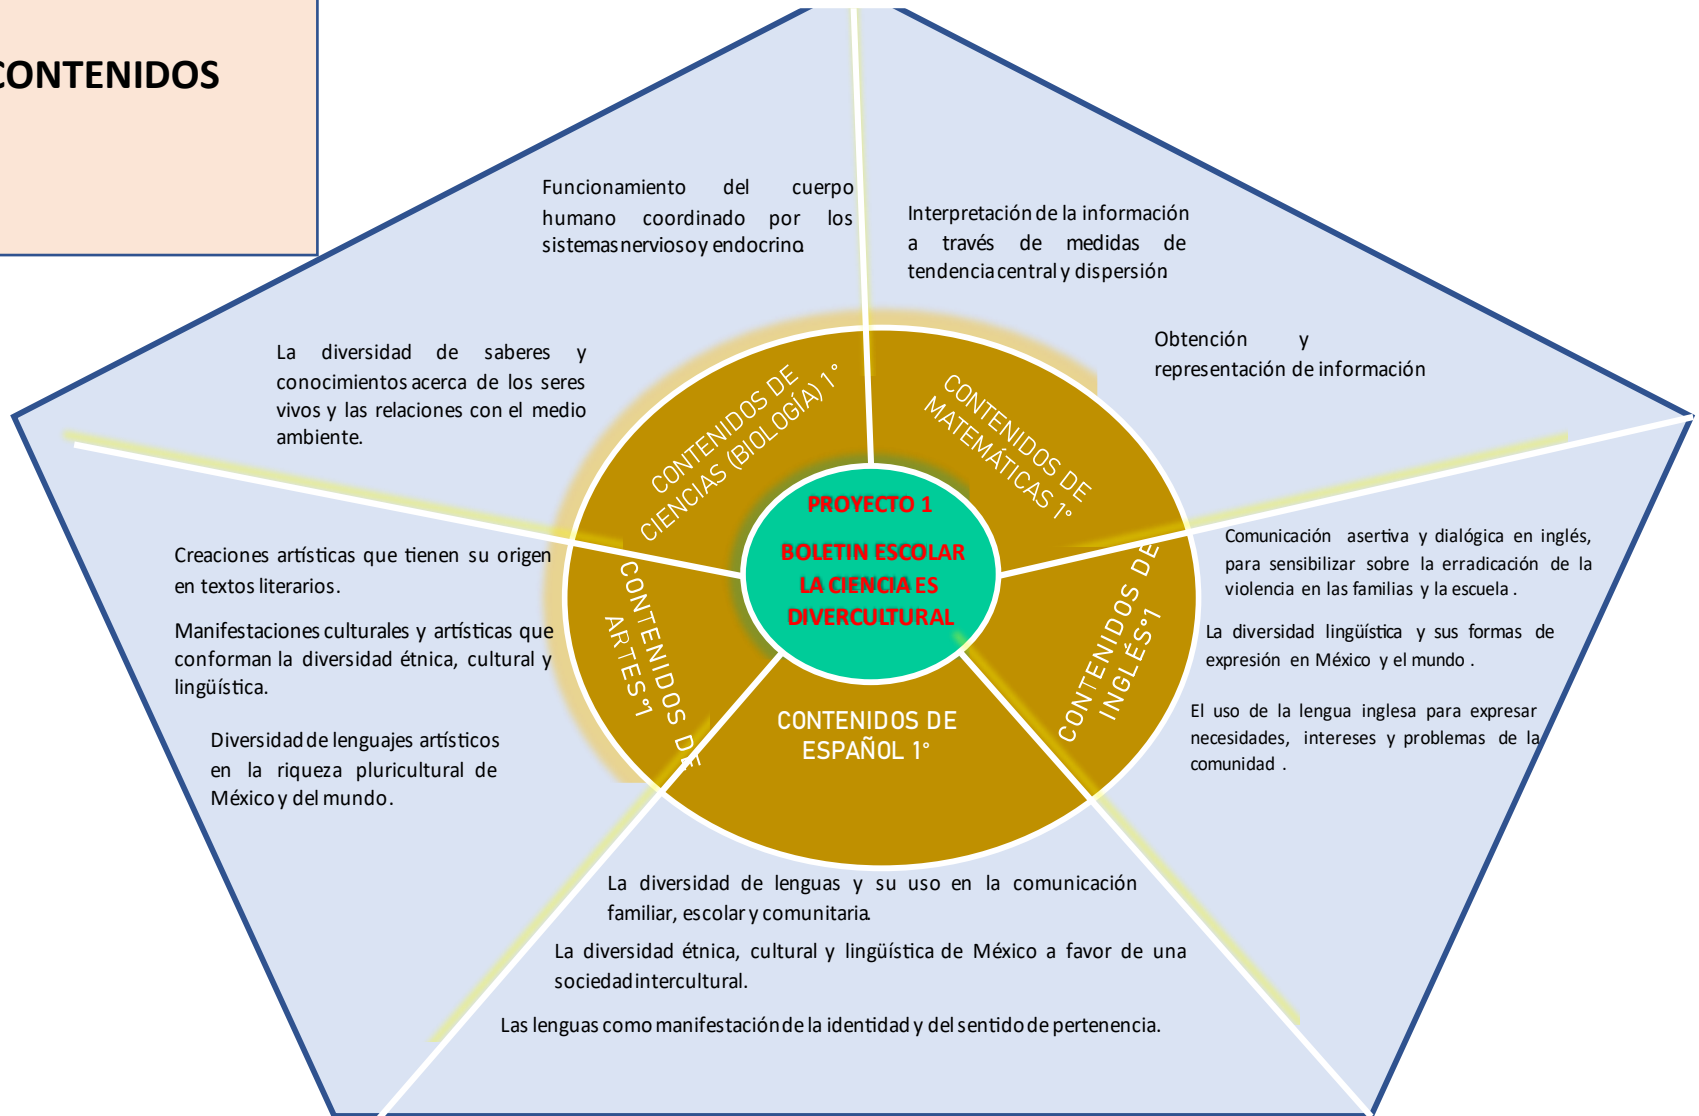 CONTENIDOS
Funcionamiento del cuerpo
humano coordinado por los
sistemas nervioso y endocrino.
Interpretación de la información
a través de medidas de
tendencia central y dispersión
La diversidad de saberes y
conocimientos acerca de los seres
vivos y las relaciones con el medio
ambiente.
Obtención y
representación de información
CONTENIDOS DE
CIENCIAS (BIOLOGÍA) 1°
CONTENIDOS DE
MATEMÁTICAS 1°
PROYECTO 1
BOLETIN ESCOLAR
LA CIENCIA ES
DIVERCULTURAL
Creaciones artísticas que tienen su origen
en textos literarios.
Manifestaciones culturales y artísticas que
conforman la diversidad étnica, cultural y
lingüística.
Diversidad de lenguajes artísticos
en la riqueza pluricultural de
México y del mundo.
CONTENIDOS DE
ARTES°1
CONTENIDOS DE
INGLÉS°1
Comunicación asertiva y dialógica en inglés,
para sensibilizar sobre la erradicación de la
violencia en las familias y la escuela .
La diversidad lingüística y sus formas de
expresión en México y el mundo .
El uso de la lengua inglesa para expresar
necesidades, intereses y problemas de la
comunidad .
CONTENIDOS DE
ESPAÑOL 1°
La diversidad de lenguas y su uso en la comunicación
familiar, escolar y comunitaria.
La diversidad étnica, cultural y lingüística de México a favor de una
sociedad intercultural.
Las lenguas como manifestación de la identidad y del sentido de pertenencia.